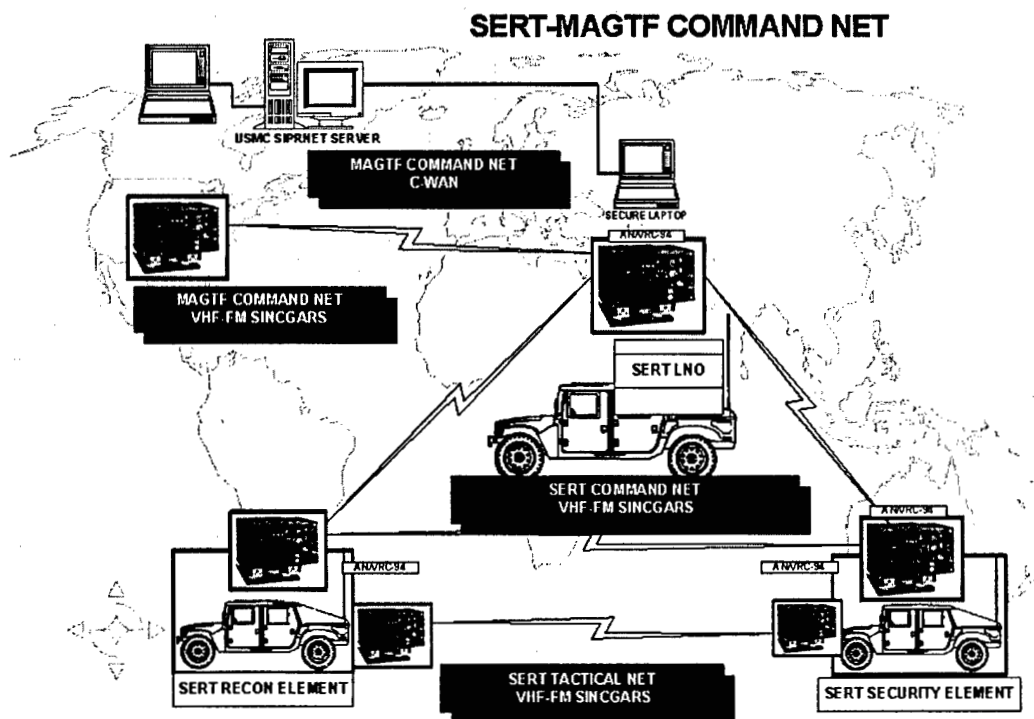 SERT-MAGTF COMMAND NET
USMC SIPRNET SERVER
MAGTF COMMAND NET
C-WAN
SECURE LAPTOP
AN/VRC-94
MAGTF COMMAND NET
VHF-FM SINCGARS
SERT LNO
SERT COMMAND NET
VHF-FM SINCGARS
AN/VRC-94
AN/VRC-94
AN/VRC-94
SERT RECON ELEMENT
SERT TACTICAL NET
VHF-FM SINCGARS
SERT SECURITY ELEMENT